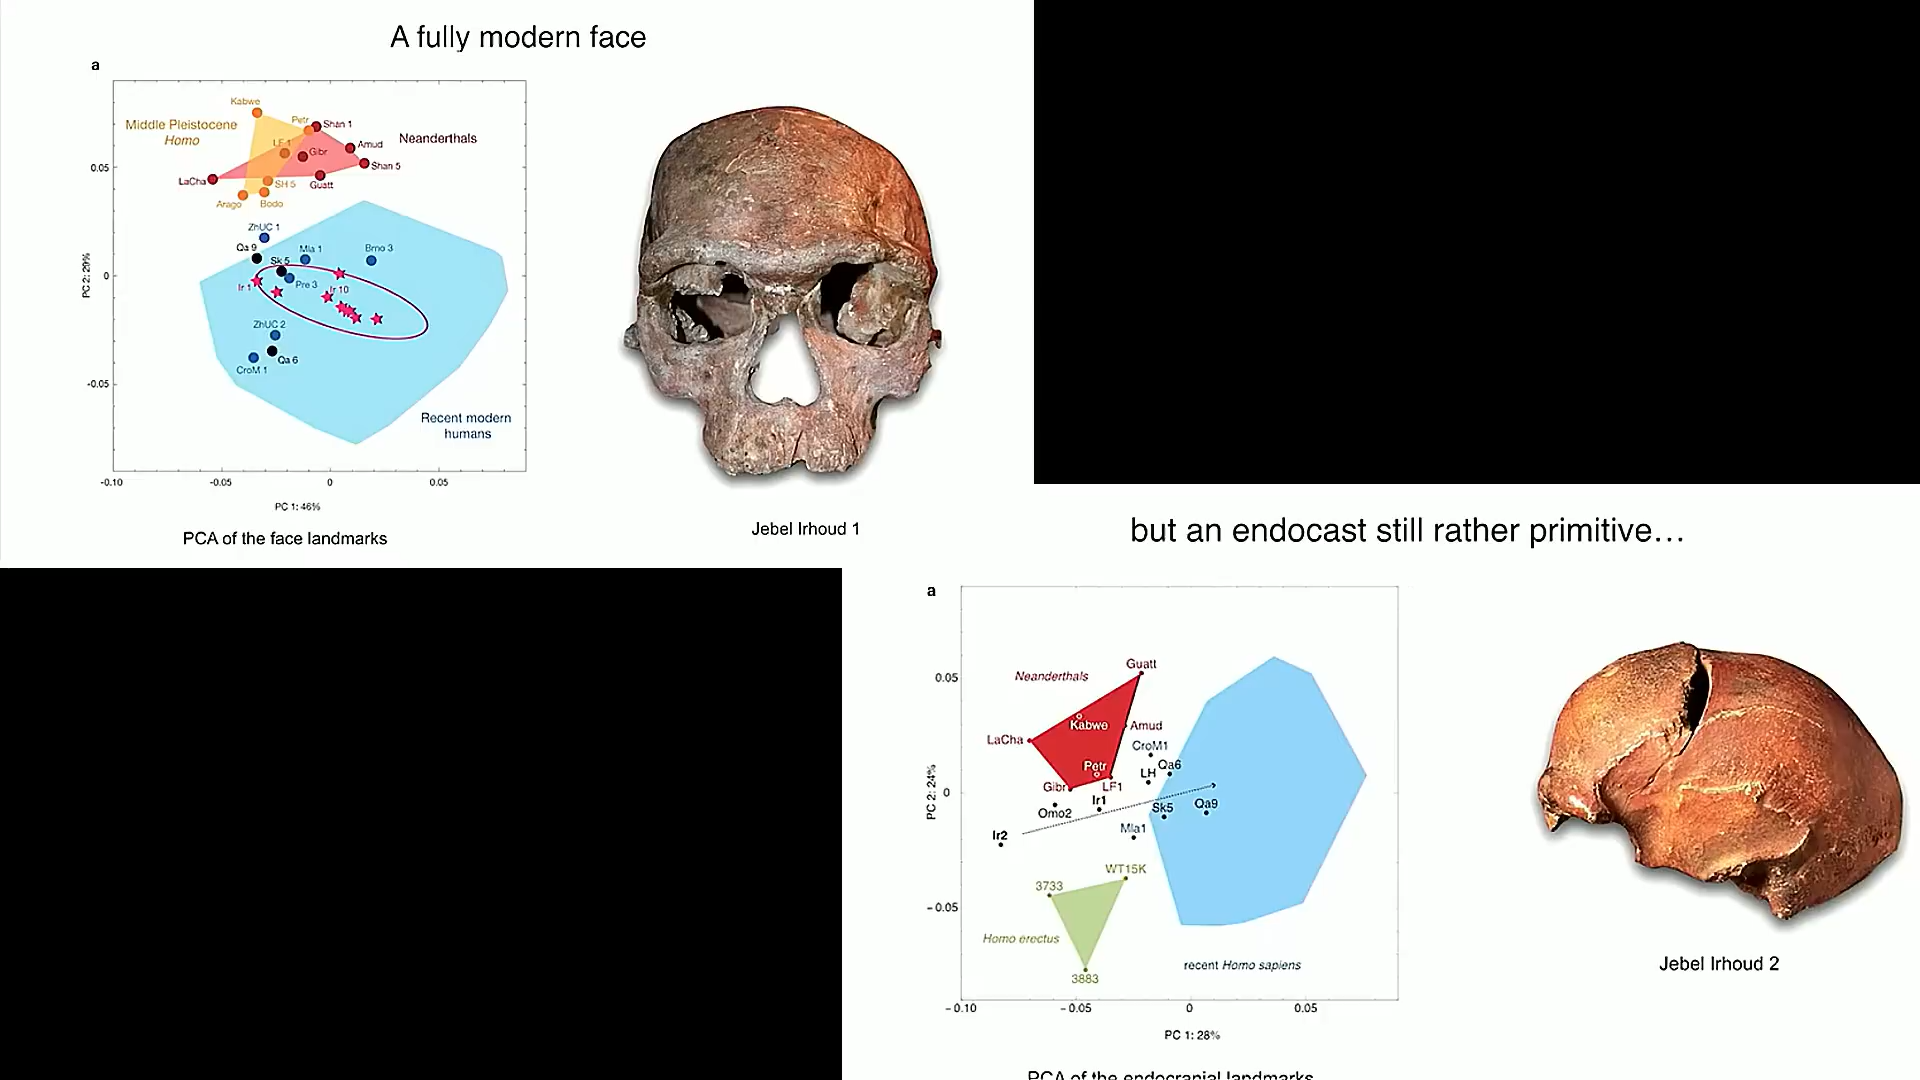 A fully modern face
a
Kabwe
Petr
Shan 1
Middle Pleistocene
Homo
Neanderthals
LF 1
Gibr
Amud
Shan 5
0.05
LaCha
SH 5
Guatt
Arago
Bodo
ZhUC 1
Qa 9
Mla 1
Brno 3
Sk 5
0
Ir 1
Pre 3
Ir 10
PC 2: 29%
ZhUC 2
Qa 6
CroM 1
-0.05
Recent modern
humans
-0.10
-0.05
0
0.05
PC 1: 46%
PCA of the face landmarks
Jebel Irhoud 1
but an endocast still rather primitive…
a
Guatt
Neanderthals
0.05
Kabwe
Amud
LaCha
CroM1
Petr
Qa6
LH
Gibr
LF1
0
Ir1
Sk5
Qa9
Omo2
Mla1
Ir2
PC 2: 24%
WT15K
3733
-0.05
Homo erectus
recent Homo sapiens
3883
-0.10
-0.05
0
0.05
PC 1: 28%
Jebel Irhoud 2
PCA of the endocranial landmarks